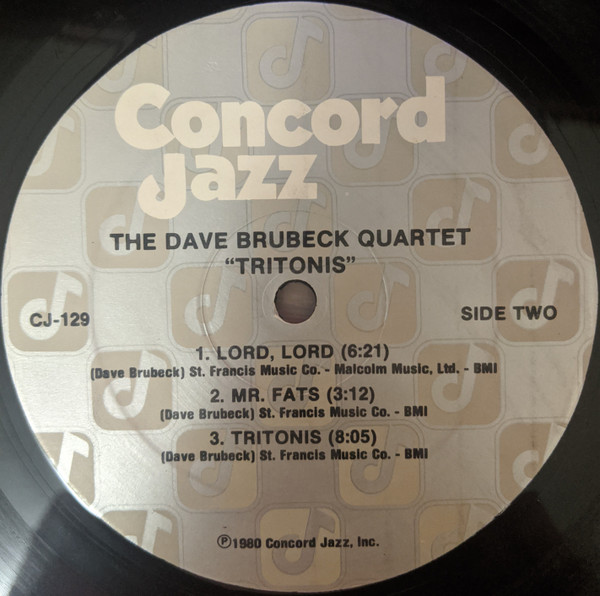 Concord
Jazz
THE DAVE BRUBECK QUARTET
“TRITONIS”
CJ-129
SIDE TWO
1. LORD, LORD (6:21)
(Dave Brubeck) St. Francis Music Co. - Malcolm Music, Ltd. - BMI
2. MR. FATS (3:12)
(Dave Brubeck) St. Francis Music Co. - BMI
3. TRITONIS (8:05)
(Dave Brubeck) St. Francis Music Co. - BMI
℗1980 Concord Jazz, Inc.